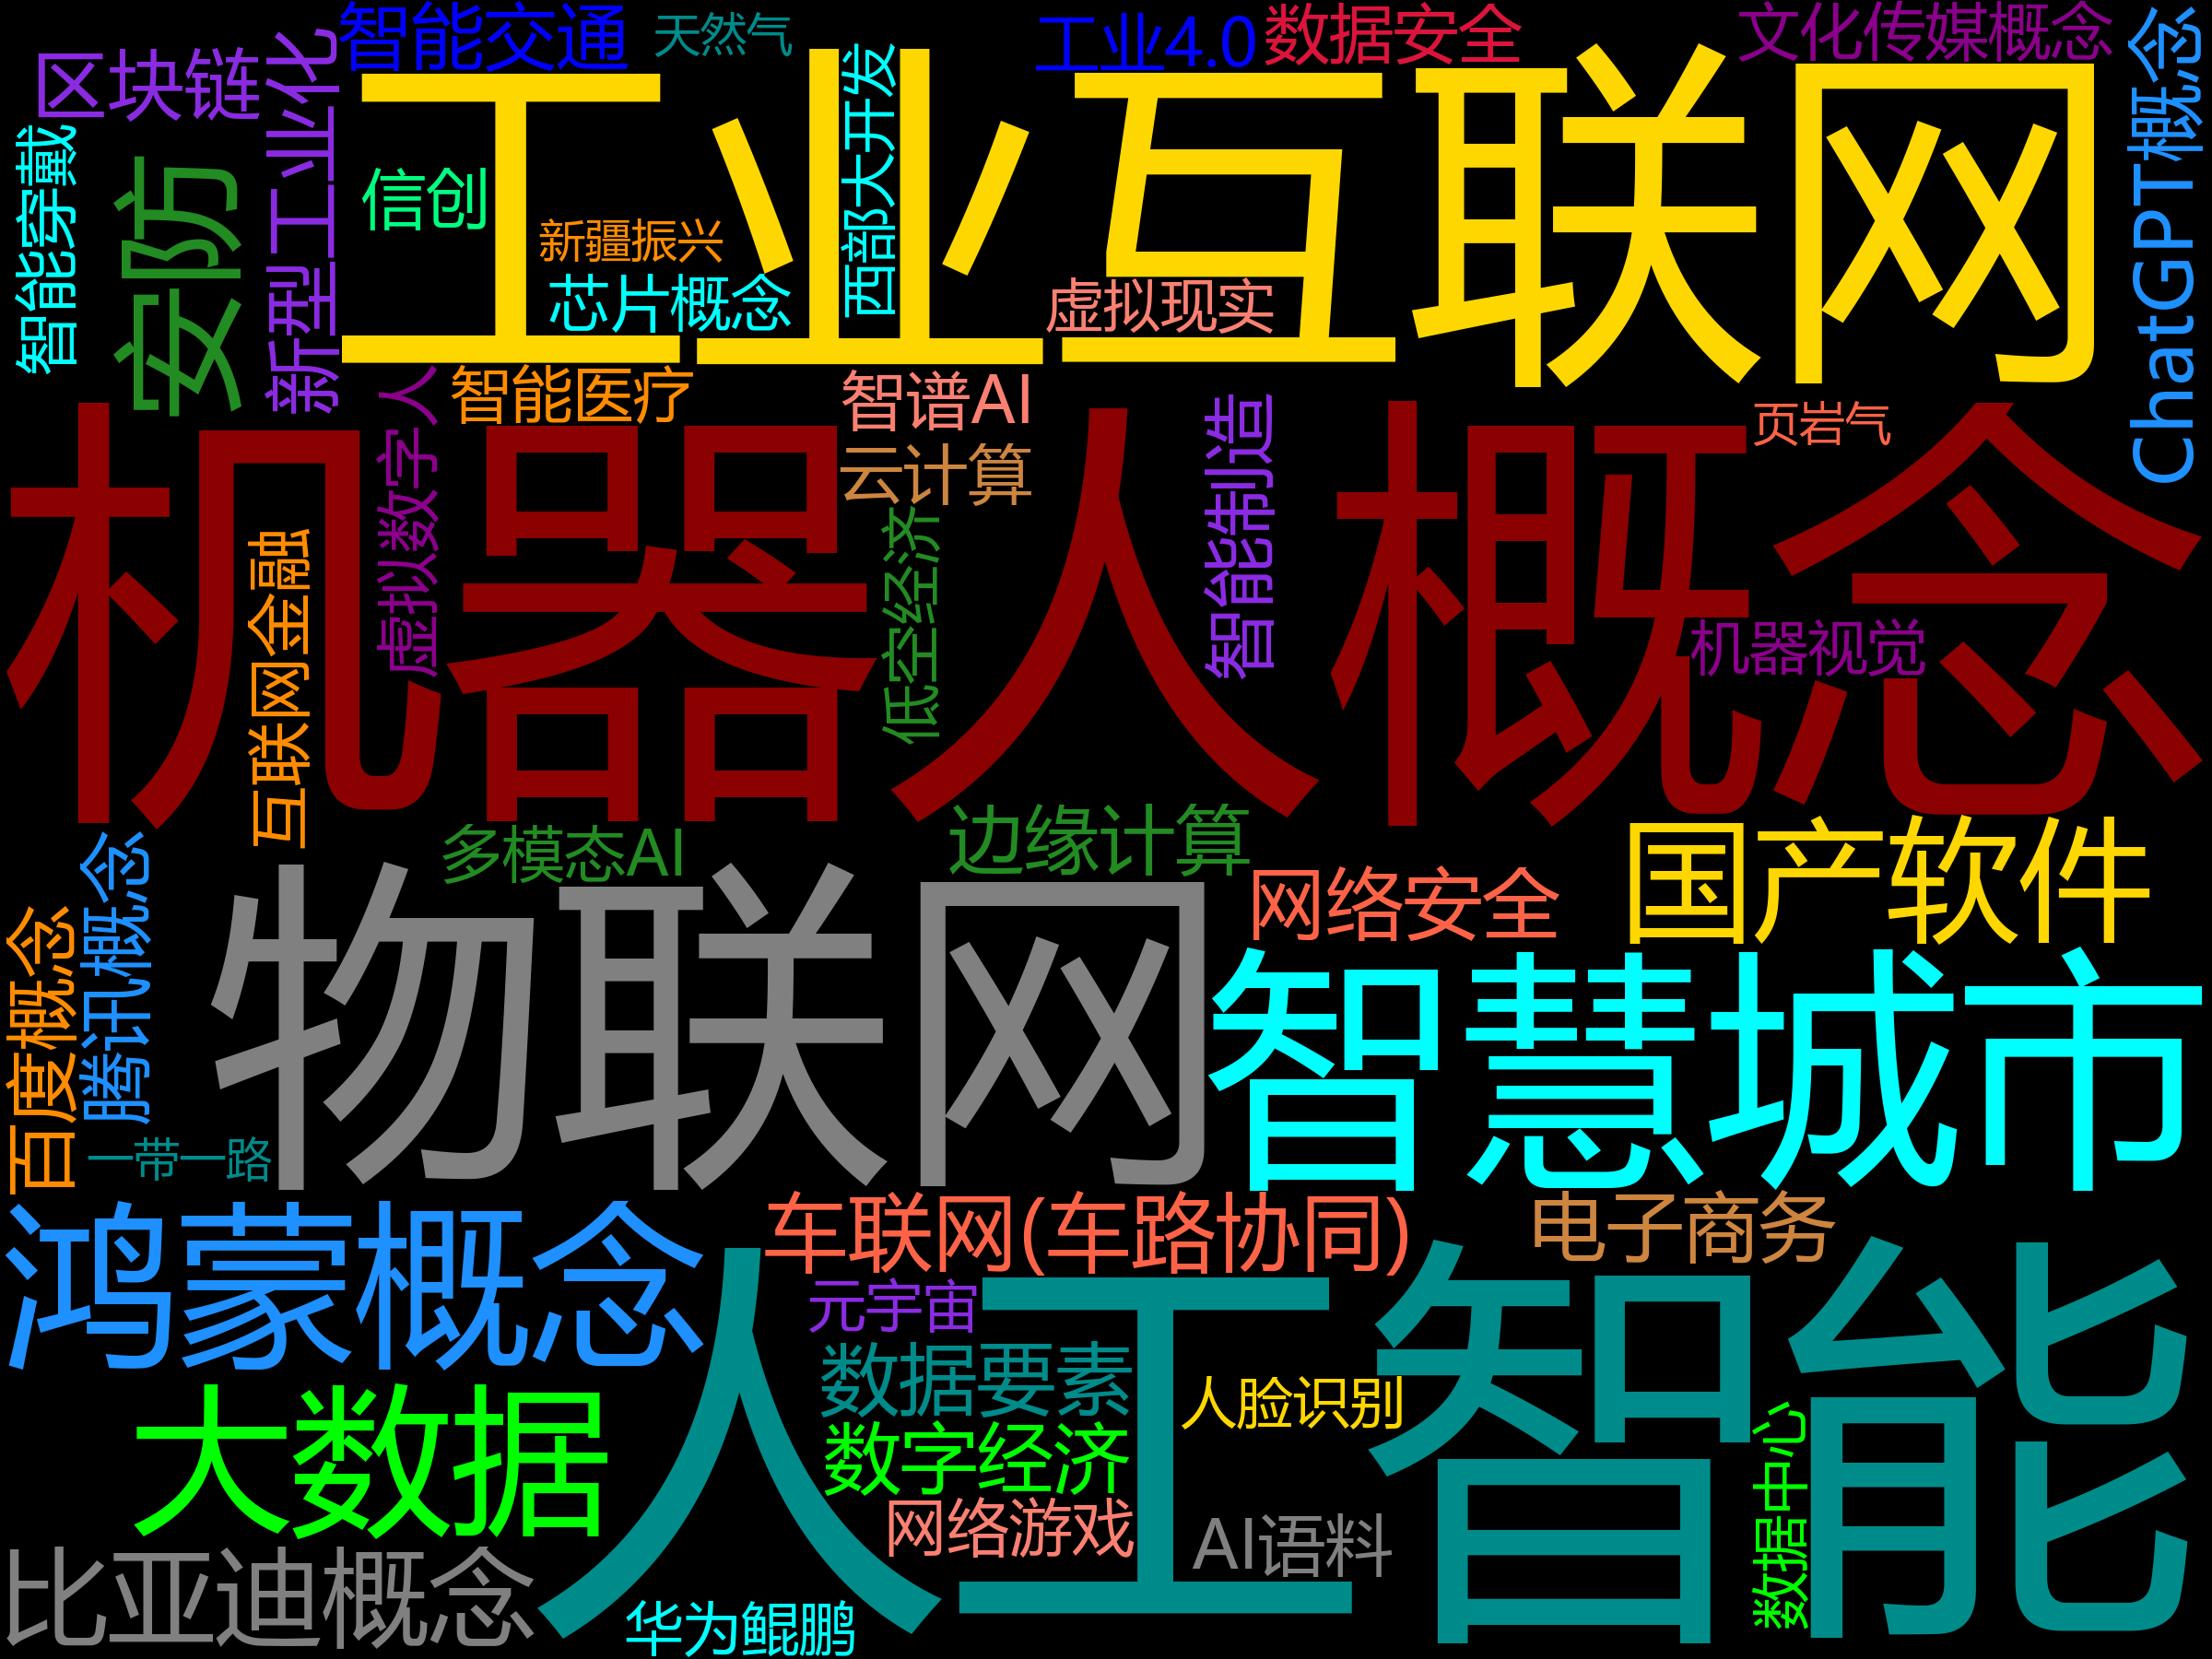 智能交通
天然气
工业4.0
数据安全
文化传媒概念
ChatGPT概念
区块链
新型工业化
工业互联网
西部大开发
智能穿戴
安防
信创
新疆振兴
芯片概念
虚拟现实
智能医疗
智谱AI
智能制造
页岩气
虚拟数字人
云计算
机器人概念
低空经济
互联网金融
机器视觉
多模态AI
边缘计算
国产软件
腾讯概念
百度概念
物联网
网络安全
智慧城市
一带一路
鸿蒙概念
车联网(车路协同)
电子商务
元宇宙
人工智能
数据要素
人脸识别
大数据
数字经济
数据中心
网络游戏
AI语料
比亚迪概念
华为鲲鹏